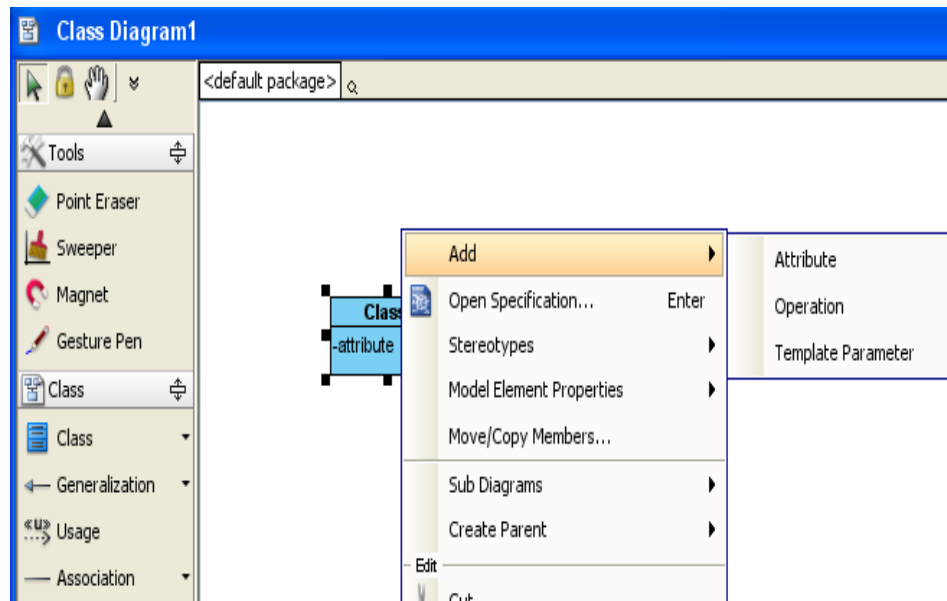 Class Diagram1
<default package>
Tools
Point Eraser
Sweeper
Magnet
Gesture Pen
Class
Class
Generalization
«U»
Usage
Association
-attribute
Add
Open Specification... Enter
Stereotypes
Model Element Properties
Move/Copy Members...
Sub Diagrams
Create Parent
Edit
Attribute
Operation
Template Parameter